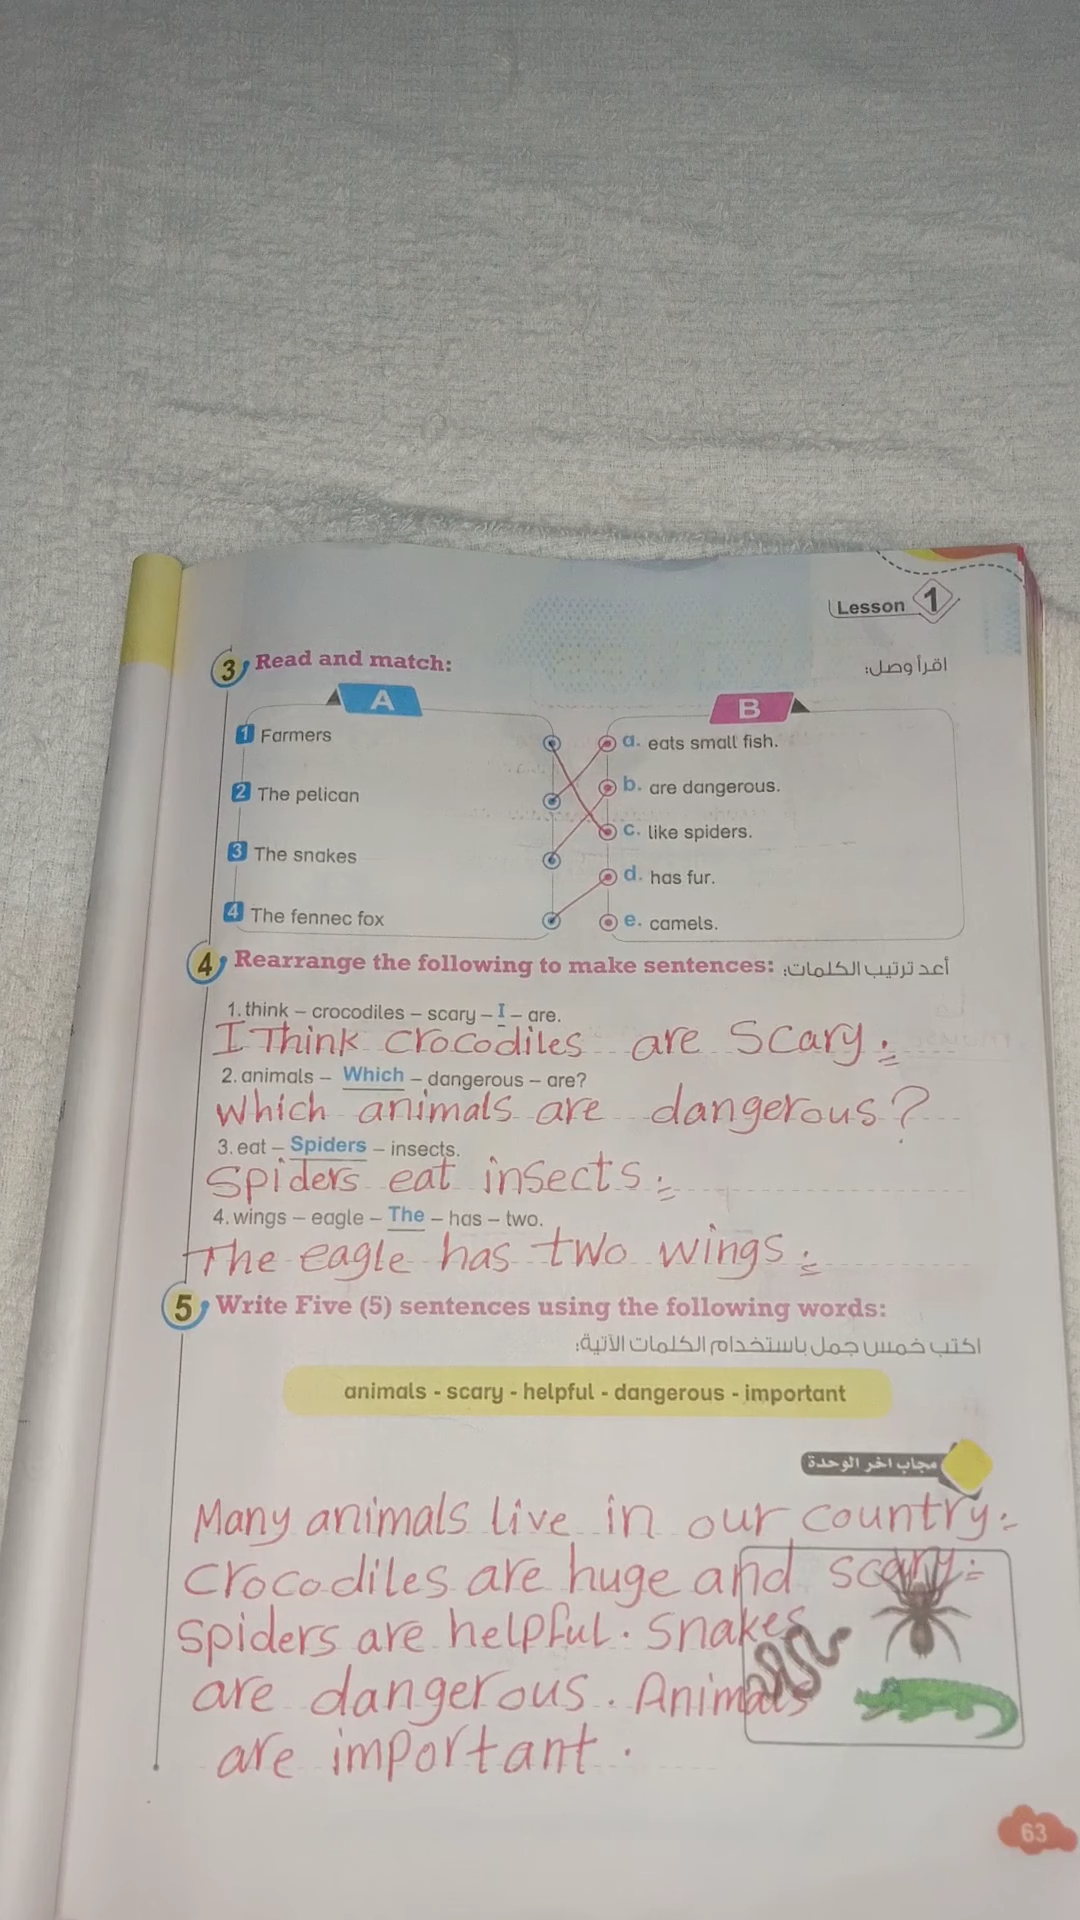 Lesson 1
3 Read and match:
اقرأ وصل:
A
B
1 Farmers
a. eats small fish.
2 The pelican
b. are dangerous.
3 The snakes
c. like spiders.
4 The fennec fox
d. has fur.
e. camels.
4 Rearrange the following to make sentences: أعد ترتيب الكلمات:
1. think – crocodiles – scary – I – are.
I Think crocodiles are scary.
2. animals – Which – dangerous – are?
Which animals are dangerous?
3. eat – Spiders – insects.
Spiders eat insects.
4. wings – eagle – The – has – two.
The eagle has two wings.
5 Write Five (5) sentences using the following words:
اكتب خمس جمل باستخدام الكلمات الآتية:
animals - scary - helpful - dangerous - important
مجاب اخر الوحدة
Many animals live in our country.
Crocodiles are huge and scary.
Spiders are helpful. Snakes
are dangerous. Animals
are important.
63